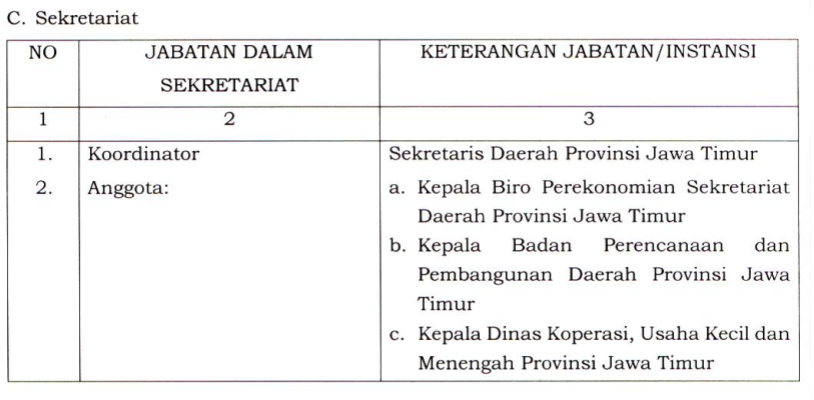 C. Sekretariat
NO
JABATAN DALAM
SEKRETARIAT
KETERANGAN JABATAN/INSTANSI
1
2
3
1.
Koordinator
Sekretaris Daerah Provinsi Jawa Timur
2.
Anggota:
a. Kepala Biro Perekonomian Sekretariat
Daerah Provinsi Jawa Timur
b. Kepala Badan Perencanaan dan
Pembangunan Daerah Provinsi Jawa
Timur
c. Kepala Dinas Koperasi, Usaha Kecil dan
Menengah Provinsi Jawa Timur